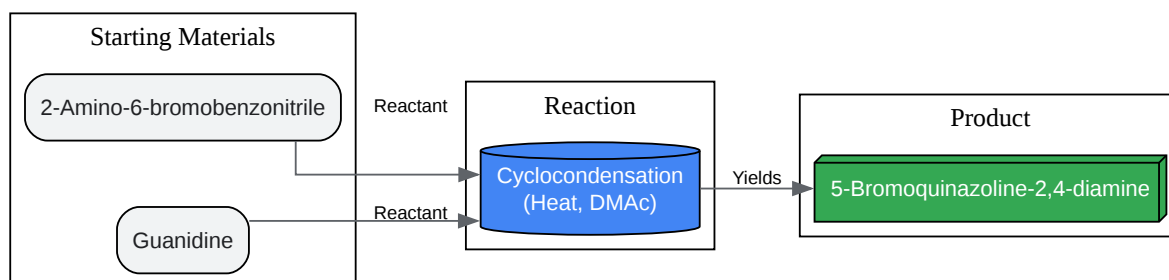 Starting Materials
2-Amino-6-bromobenzonitrile
Guanidine
Reactant
Reactant
Reaction
Cyclocondensation
(Heat, DMAc)
Yields
Product
5-Bromoquinazoline-2,4-diamine